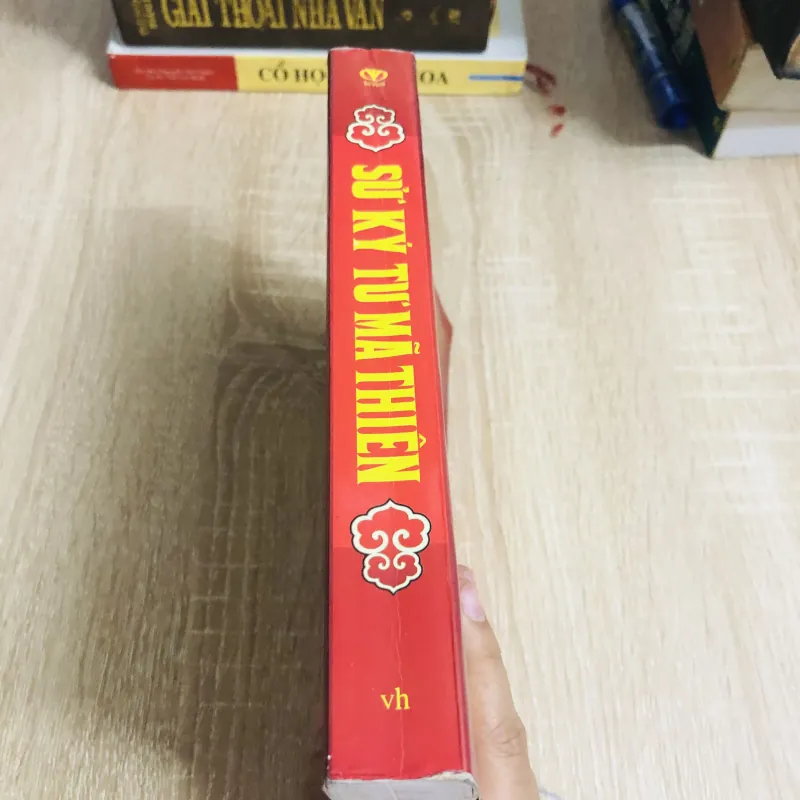 GIAI THOẠI NHÀ VĂN
CỔ HỌ
OA
SỬ KÝ TƯ MÃ THIÊN
vh